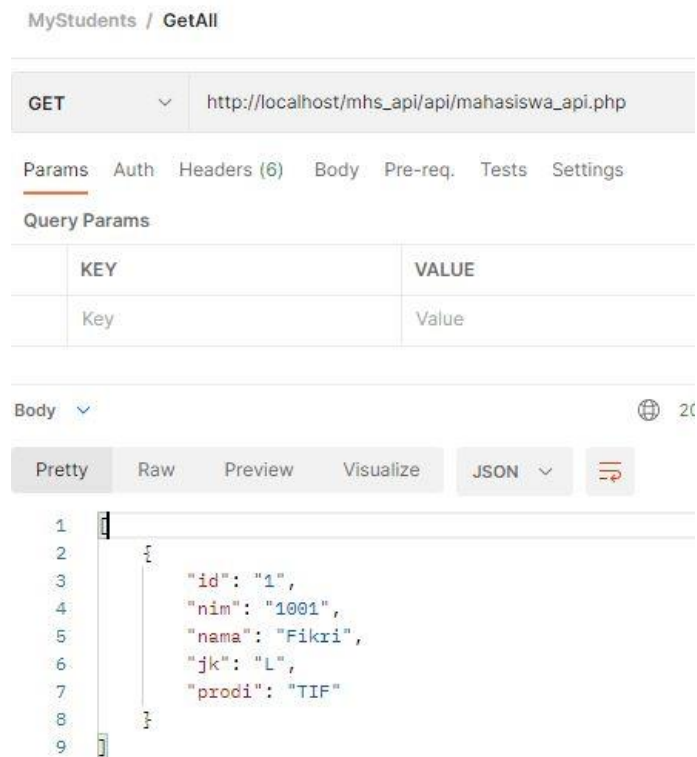 MyStudents / GetAll
GET http://localhost/mhs_api/api/mahasiswa_api.php
Params Auth Headers (6) Body Pre-req. Tests Settings
Query Params
KEY VALUE
Key Value
Body 20
Pretty Raw Preview Visualize JSON
1 [
2 {
3 "id": "1",
4 "nim": "1001",
5 "nama": "Fikri",
6 "jk": "L",
7 "prodi": "TIF"
8 }
9 ]